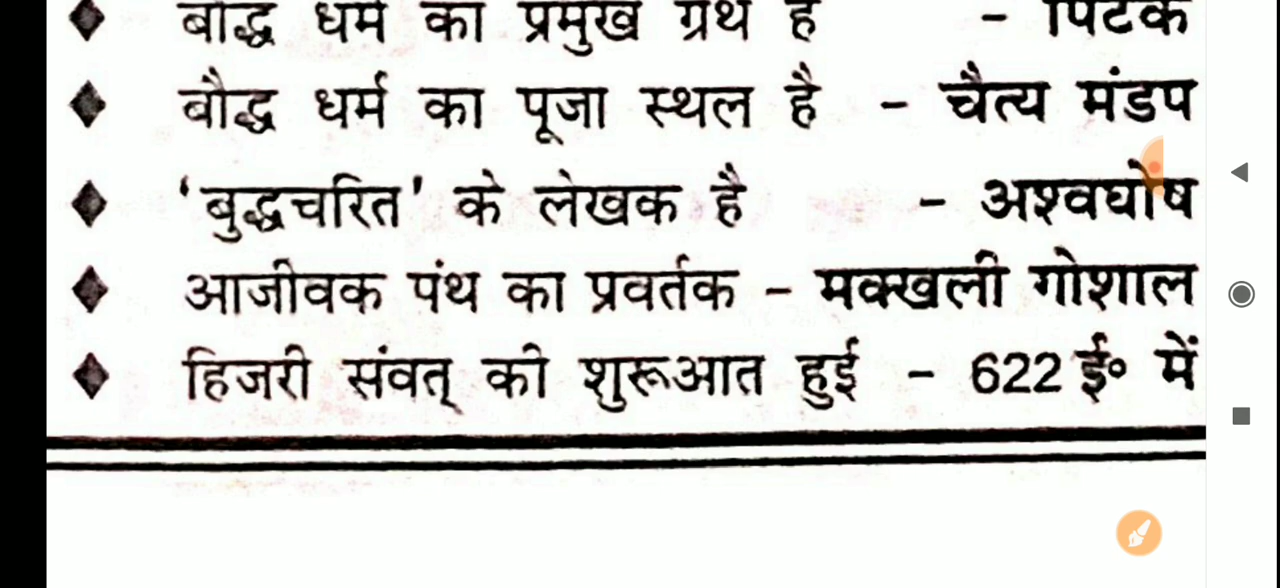 ♦ बौद्ध धर्म का प्रमुख ग्रंथ है - पिटक
♦ बौद्ध धर्म का पूजा स्थल है - चैत्य मंडप
♦ 'बुद्धचरित' के लेखक है - अश्वघोष
♦ आजीवक पंथ का प्रवर्तक - मक्खली गोशाल
♦ हिजरी संवत् की शुरूआत हुई - 622 ई० में